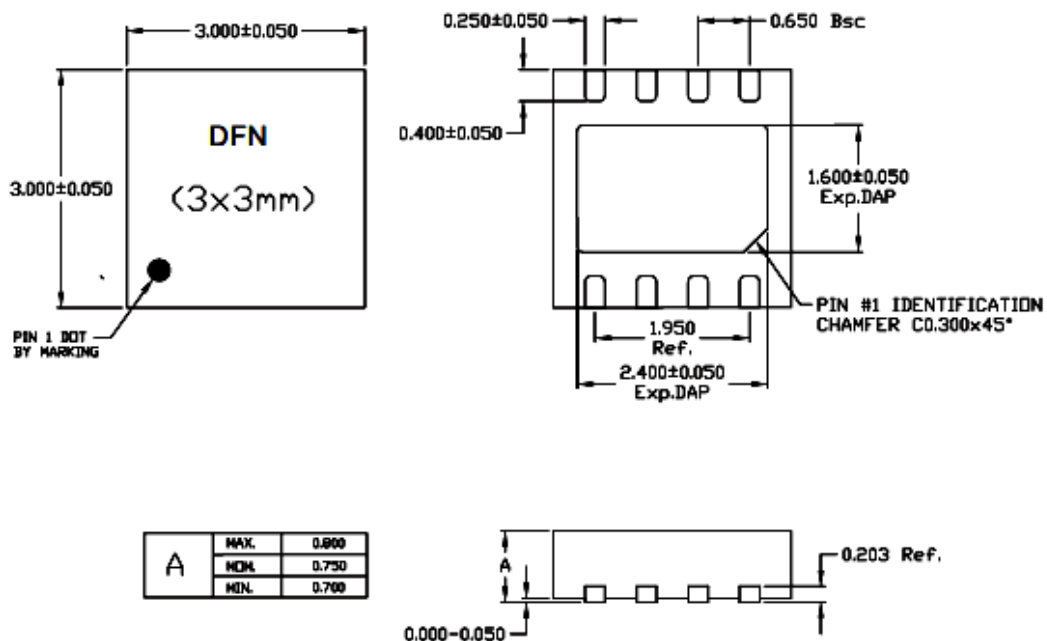 3.000±0.050
3.000±0.050
DFN
(3x3mm)
PIN 1 DOT
BY MARKING
0.250±0.050
0.650 Bsc
0.400±0.050
1.600±0.050
Exp.DAP
PIN #1 IDENTIFICATION
CHAMFER C0.300x45°
1.950
Ref.
2.400±0.050
Exp.DAP
A
MAX. 0.800
NOM. 0.750
MIN. 0.700
A
0.203 Ref.
0.000-0.050